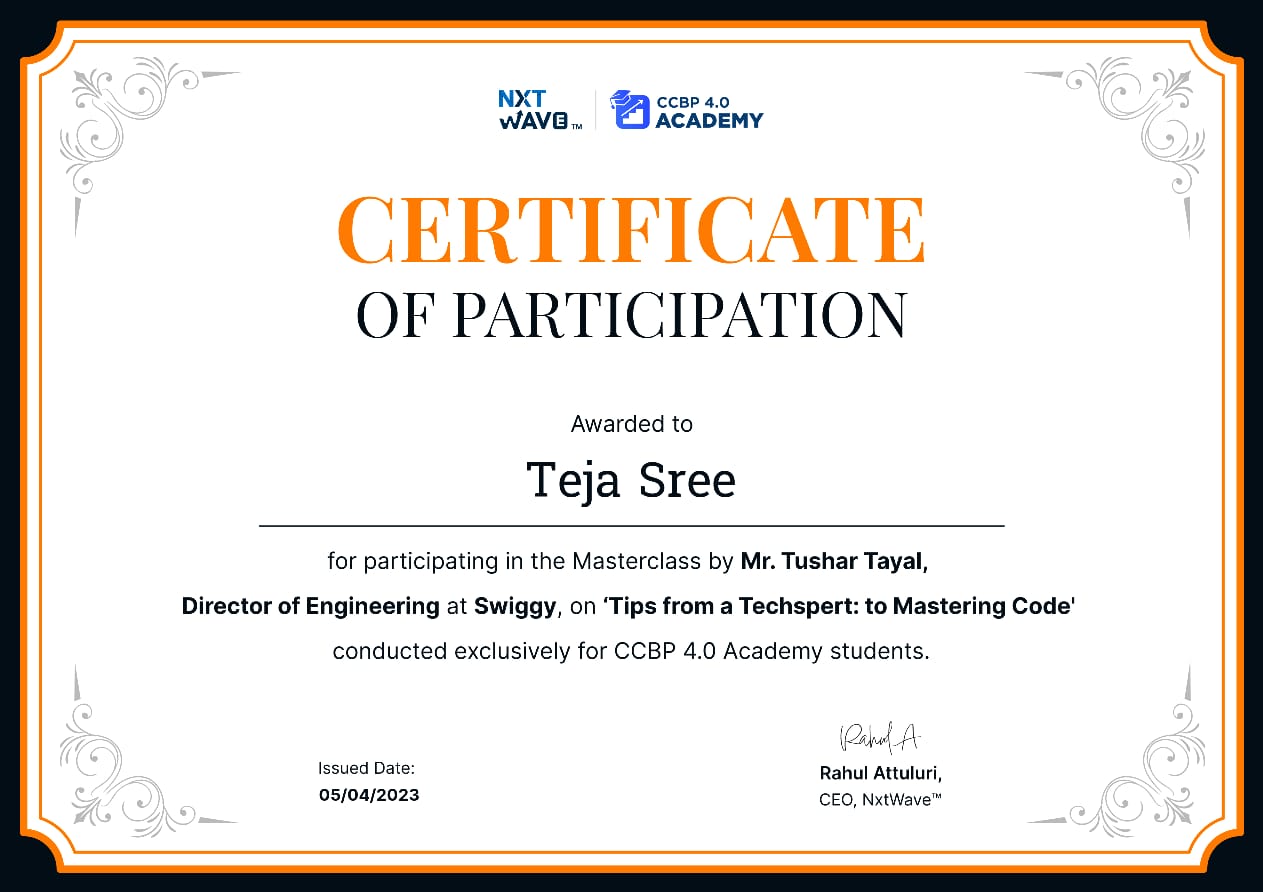 NXT
WAVE™
CCBP 4.0
ACADEMY
CERTIFICATE
OF PARTICIPATION
Awarded to
Teja Sree
for participating in the Masterclass by Mr. Tushar Tayal,
Director of Engineering at Swiggy, on ‘Tips from a Techspert: to Mastering Code'
conducted exclusively for CCBP 4.0 Academy students.
Issued Date:
05/04/2023
Rahul A
Rahul Attuluri,
CEO, NxtWave™